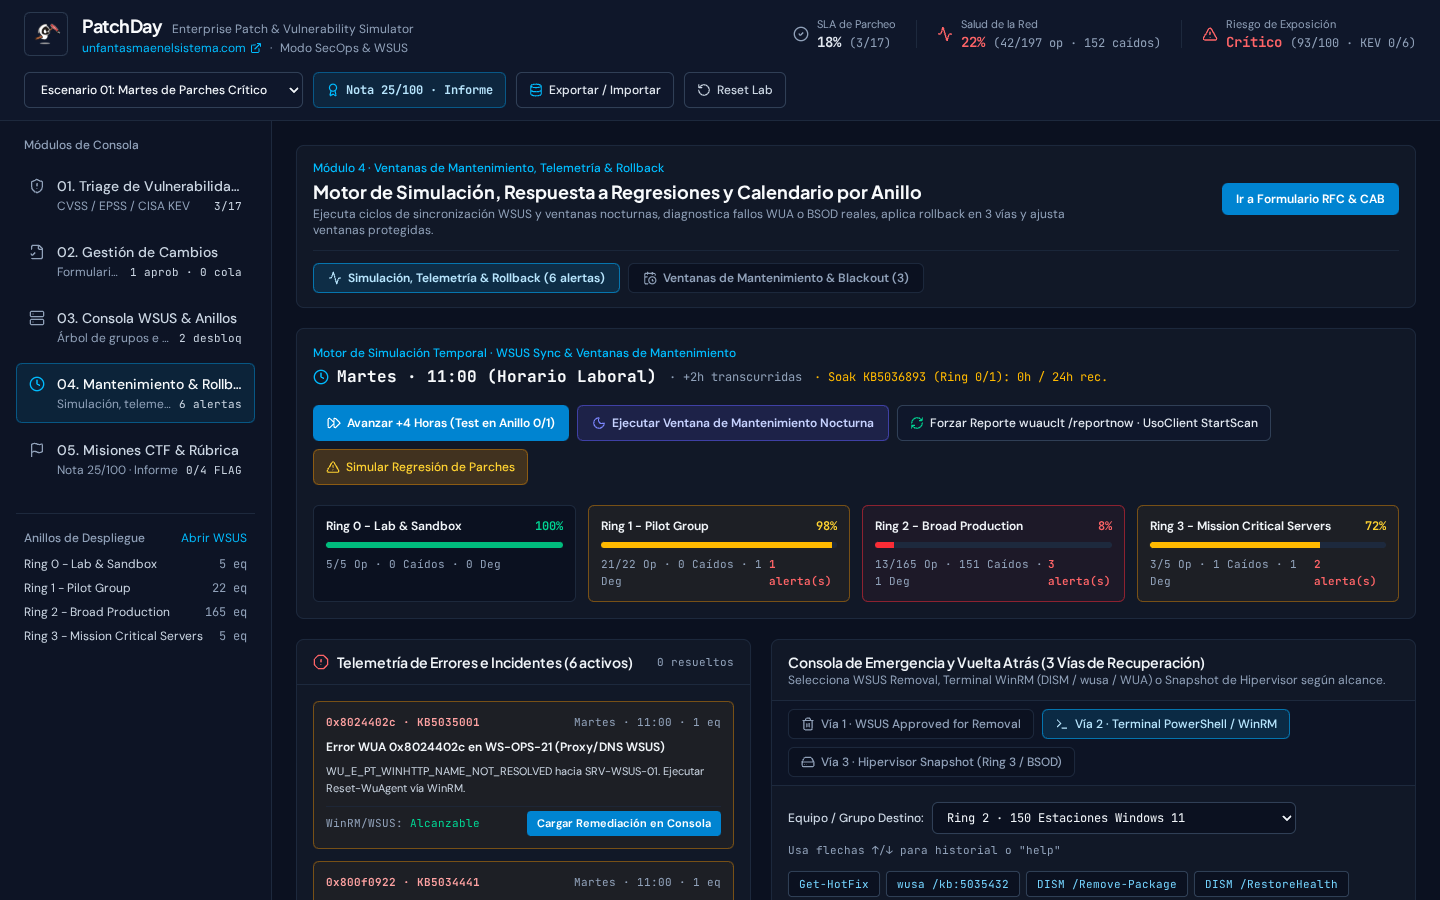 PatchDay Enterprise Patch & Vulnerability Simulator
unfantasmaenelsistema.com · Modo SecOps & WSUS
SLA de Parcheo
18% (3/17)
Salud de la Red
22% (42/197 op · 152 caídos)
Riesgo de Exposición
Crítico (93/100 · KEV 0/6)
Escenario 01: Martes de Parches Crítico
Nota 25/100 · Informe
Exportar / Importar
Reset Lab
Módulos de Consola
01. Triage de Vulnerabilida...
CVSS / EPSS / CISA KEV 3/17
02. Gestión de Cambios
Formulari... 1 aprob · 0 cola
03. Consola WSUS & Anillos
Árbol de grupos e ... 2 desbloq
04. Mantenimiento & Rollb...
Simulación, teleme... 6 alertas
05. Misiones CTF & Rúbrica
Nota 25/100 · Informe 0/4 FLAG
Anillos de Despliegue Abrir WSUS
Ring 0 - Lab & Sandbox 5 eq
Ring 1 - Pilot Group 22 eq
Ring 2 - Broad Production 165 eq
Ring 3 - Mission Critical Servers 5 eq
Módulo 4 · Ventanas de Mantenimiento, Telemetría & Rollback
Motor de Simulación, Respuesta a Regresiones y Calendario por Anillo
Ejecuta ciclos de sincronización WSUS y ventanas nocturnas, diagnostica fallos WUA o BSOD reales, aplica rollback en 3 vías y ajusta
ventanas protegidas.
Ir a Formulario RFC & CAB
Simulación, Telemetría & Rollback (6 alertas)
Ventanas de Mantenimiento & Blackout (3)
Motor de Simulación Temporal · WSUS Sync & Ventanas de Mantenimiento
Martes · 11:00 (Horario Laboral) · +2h transcurridas · Soak KB5036893 (Ring 0/1): 0h / 24h rec.
Avanzar +4 Horas (Test en Anillo 0/1)
Ejecutar Ventana de Mantenimiento Nocturna
Forzar Reporte wuauclt /reportnow · UsoClient StartScan
Simular Regresión de Parches
Ring 0 - Lab & Sandbox 100%
5/5 Op · 0 Caídos · 0 Deg
Ring 1 - Pilot Group 98%
21/22 Op · 0 Caídos · 1 1
Deg alerta(s)
Ring 2 - Broad Production 8%
13/165 Op · 151 Caídos · 3
1 Deg alerta(s)
Ring 3 - Mission Critical Servers 72%
3/5 Op · 1 Caídos · 1 2
Deg alerta(s)
Telemetría de Errores e Incidentes (6 activos) 0 resueltos
0x8024402c · KB5035001 Martes · 11:00 · 1 eq
Error WUA 0x8024402c en WS-OPS-21 (Proxy/DNS WSUS)
WU_E_PT_WINHTTP_NAME_NOT_RESOLVED hacia SRV-WSUS-01. Ejecutar
Reset-WuAgent vía WinRM.
WinRM/WSUS: Alcanzable
Cargar Remediación en Consola
0x800f0922 · KB5034441 Martes · 11:00 · 1 eq
Consola de Emergencia y Vuelta Atrás (3 Vías de Recuperación)
Selecciona WSUS Removal, Terminal WinRM (DISM / wusa / WUA) o Snapshot de Hipervisor según alcance.
Vía 1 · WSUS Approved for Removal
Vía 2 · Terminal PowerShell / WinRM
Vía 3 · Hipervisor Snapshot (Ring 3 / BSOD)
Equipo / Grupo Destino: Ring 2 · 150 Estaciones Windows 11
Usa flechas ↑/↓ para historial o "help"
Get-HotFix
wusa /kb:5035432
DISM /Remove-Package
DISM /RestoreHealth